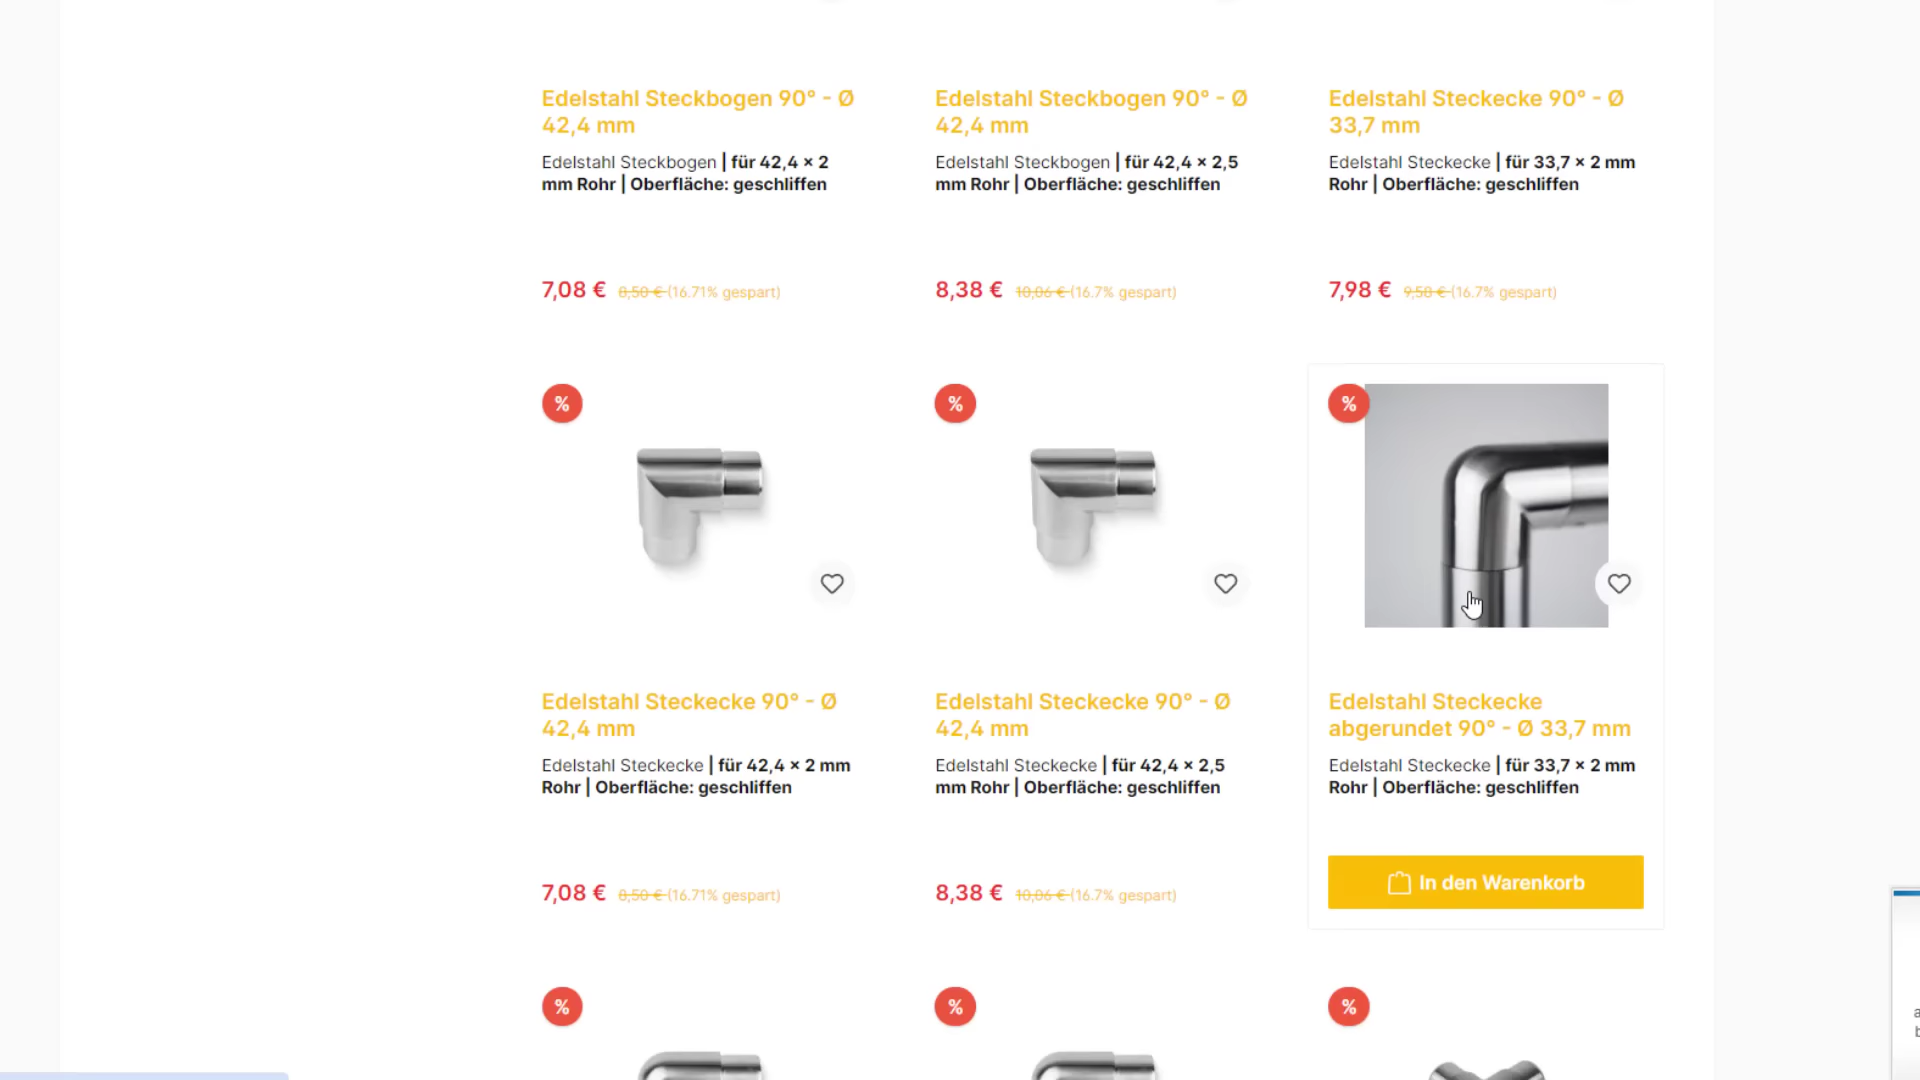 Edelstahl Steckbogen 90° - Ø
42,4 mm
Edelstahl Steckbogen | für 42,4 × 2
mm Rohr | Oberfläche: geschliffen
7,08 € 8,50 € (16.71% gespart)
Edelstahl Steckbogen 90° - Ø
42,4 mm
Edelstahl Steckbogen | für 42,4 × 2,5
mm Rohr | Oberfläche: geschliffen
8,38 € 10,06 € (16.7% gespart)
Edelstahl Steckecke 90° - Ø
33,7 mm
Edelstahl Steckecke | für 33,7 × 2 mm
Rohr | Oberfläche: geschliffen
7,98 € 9,58 € (16.7% gespart)
%
Edelstahl Steckecke 90° - Ø
42,4 mm
Edelstahl Steckecke | für 42,4 × 2 mm
Rohr | Oberfläche: geschliffen
7,08 € 8,50 € (16.71% gespart)
%
Edelstahl Steckecke 90° - Ø
42,4 mm
Edelstahl Steckecke | für 42,4 × 2,5
mm Rohr | Oberfläche: geschliffen
8,38 € 10,06 € (16.7% gespart)
%
Edelstahl Steckecke
abgerundet 90° - Ø 33,7 mm
Edelstahl Steckecke | für 33,7 × 2 mm
Rohr | Oberfläche: geschliffen
In den Warenkorb
%
%
%